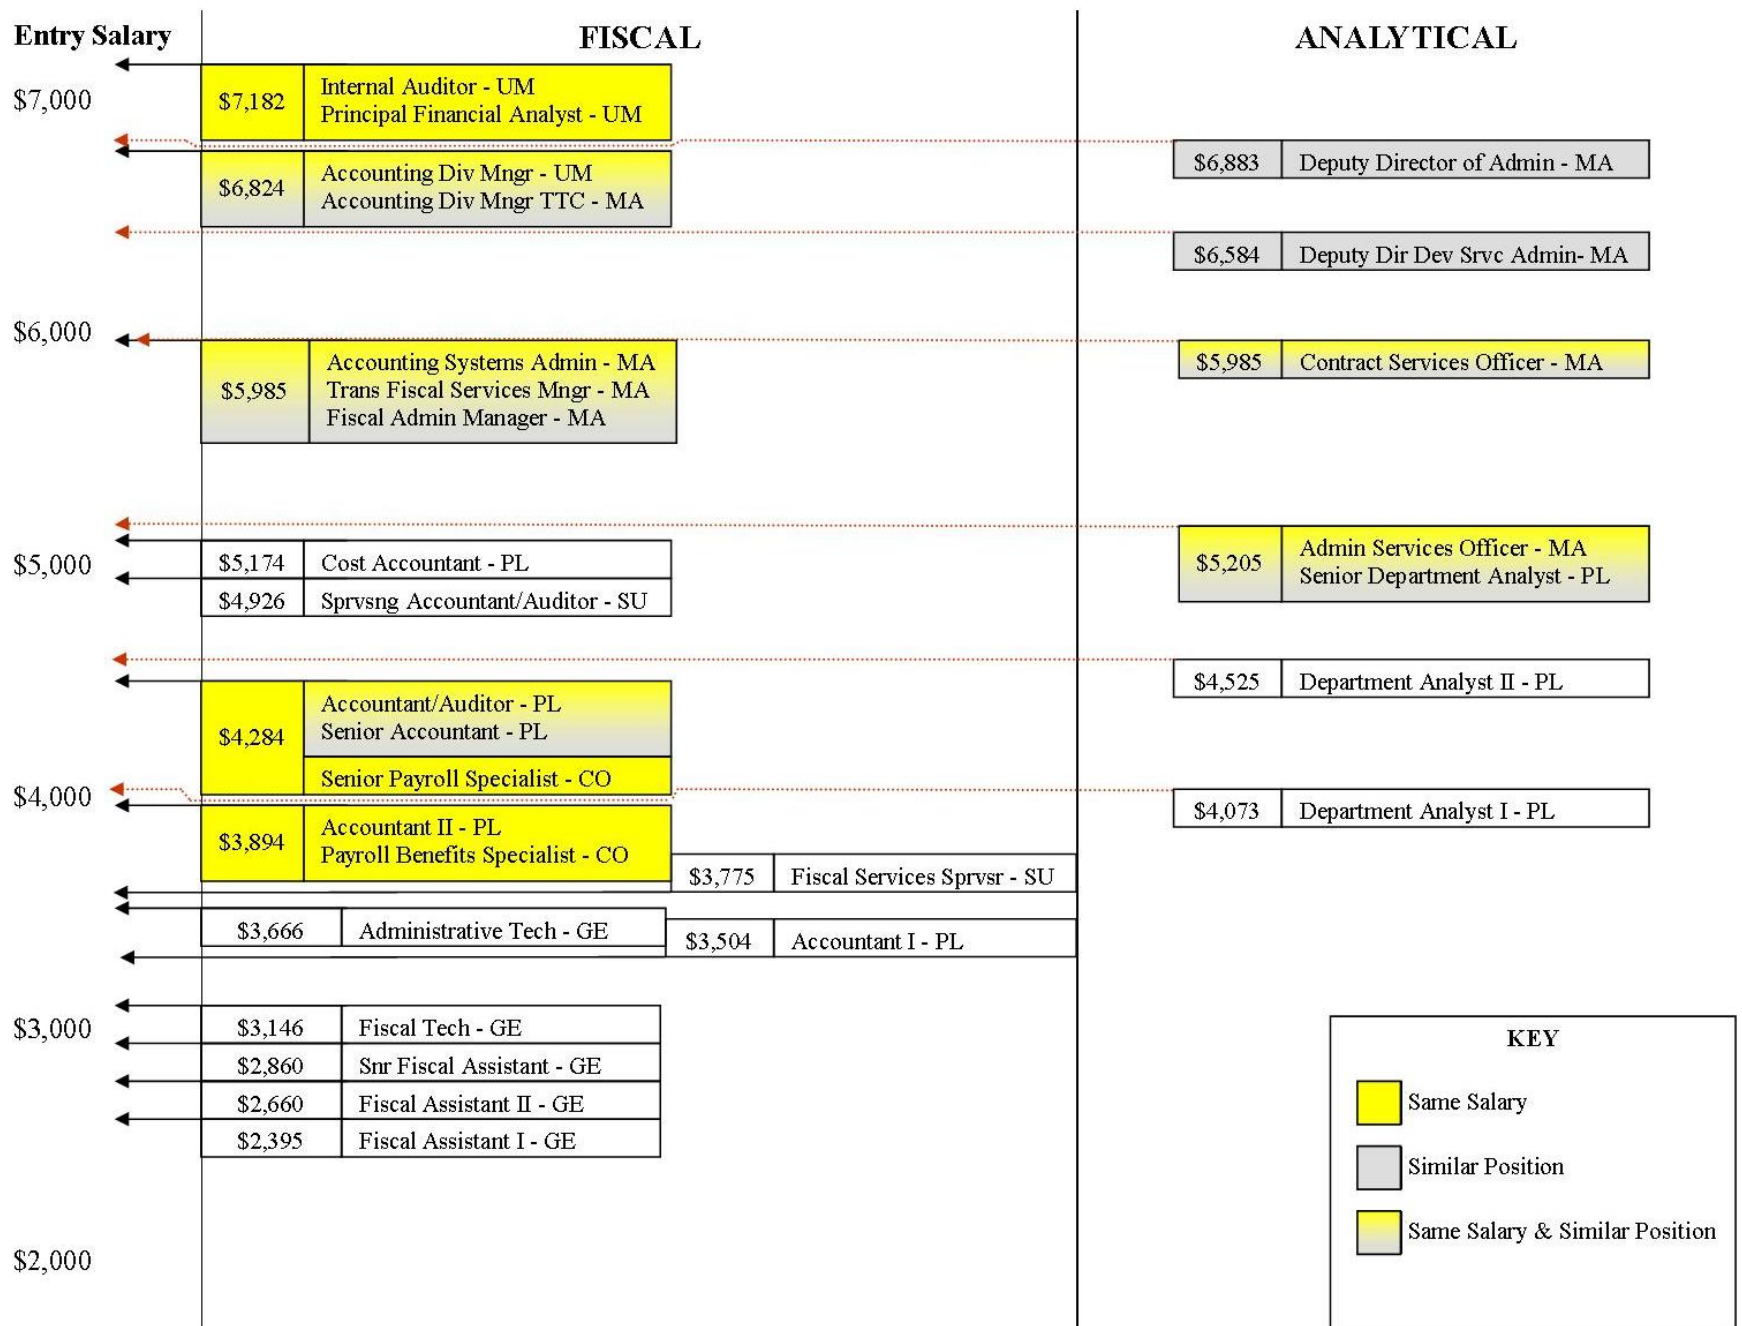 Entry Salary
FISCAL
ANALYTICAL
$7,000
$7,182
Internal Auditor - UM
Principal Financial Analyst - UM
$6,883
Deputy Director of Admin - MA
$6,824
Accounting Div Mngr - UM
Accounting Div Mngr TTC - MA
$6,584
Deputy Dir Dev Srvc Admin- MA
$6,000
$5,985
Accounting Systems Admin - MA
Trans Fiscal Services Mngr - MA
Fiscal Admin Manager - MA
$5,985
Contract Services Officer - MA
$5,000
$5,174
Cost Accountant - PL
$4,926
Sprvsng Accountant/Auditor - SU
$5,205
Admin Services Officer - MA
Senior Department Analyst - PL
$4,525
Department Analyst II - PL
$4,284
Accountant/Auditor - PL
Senior Accountant - PL
Senior Payroll Specialist - CO
$4,000
$4,073
Department Analyst I - PL
$3,894
Accountant II - PL
Payroll Benefits Specialist - CO
$3,775
Fiscal Services Sprvsr - SU
$3,666
Administrative Tech - GE
$3,504
Accountant I - PL
$3,000
$3,146
Fiscal Tech - GE
$2,860
Snr Fiscal Assistant - GE
$2,660
Fiscal Assistant II - GE
$2,395
Fiscal Assistant I - GE
$2,000
KEY
Same Salary
Similar Position
Same Salary & Similar Position